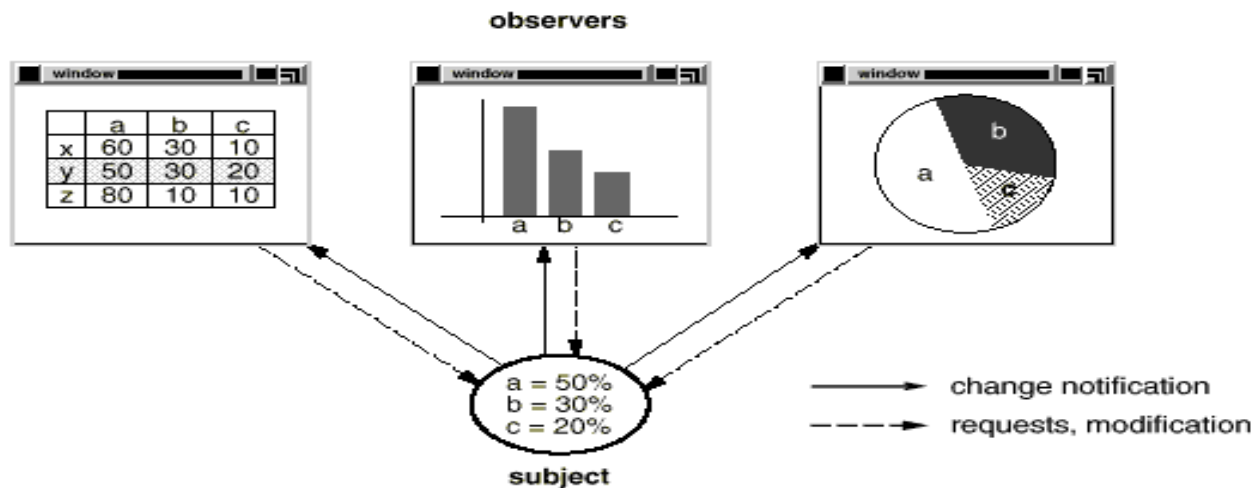 observers
window
a b c
x 60 30 10
y 50 30 20
z 80 10 10
window
a b c
window
b
a
c
a = 50%
b = 30%
c = 20%
subject
change notification
requests, modification